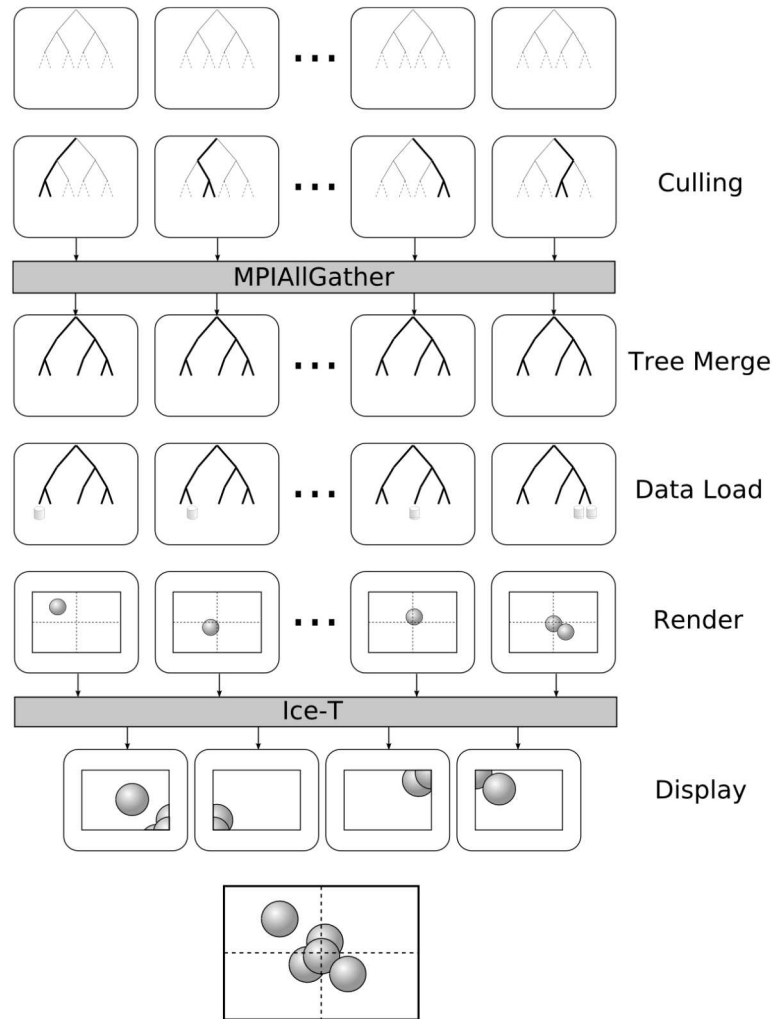 Culling
MPIAllGather
Tree Merge
Data Load
Render
Ice-T
Display